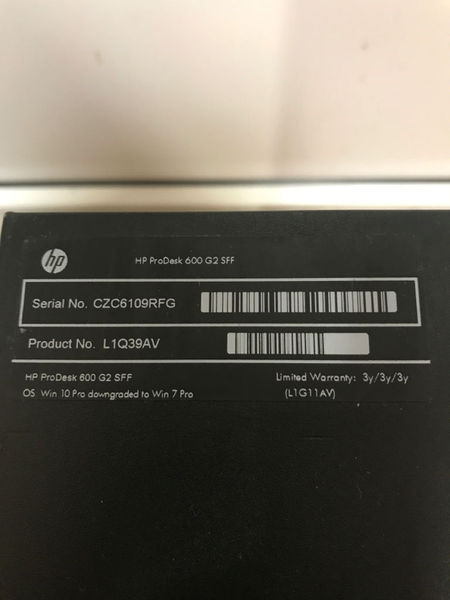 hp
HP ProDesk 600 G2 SFF
Serial No. CZC6109RFG
Product No. L1Q39AV
HP ProDesk 600 G2 SFF
Limited Warranty: 3y/3y/3y
OS: Win 10 Pro downgraded to Win 7 Pro
(L1G11AV)